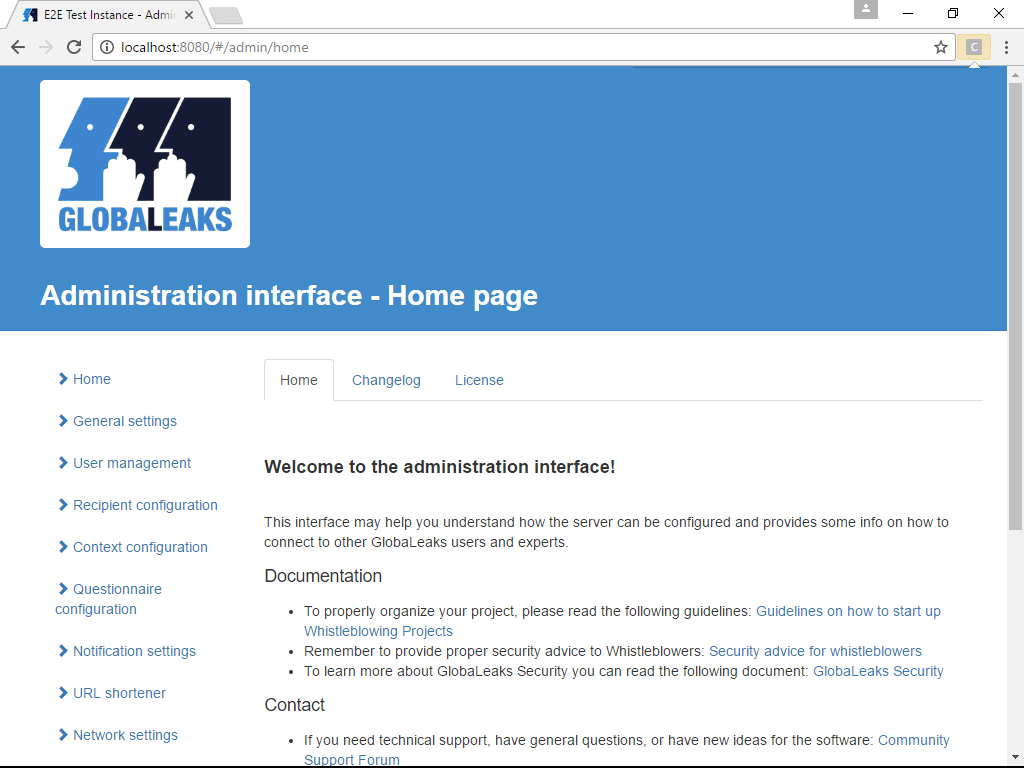 E2E Test Instance - Admi
localhost:8080/#/admin/home
C
GLOBALEAKS
Administration interface - Home page
Home
General settings
User management
Recipient configuration
Context configuration
Questionnaire
configuration
Notification settings
URL shortener
Network settings
Home Changelog License
Welcome to the administration interface!
This interface may help you understand how the server can be configured and provides some info on how to
connect to other GlobaLeaks users and experts.
Documentation
• To properly organize your project, please read the following guidelines: Guidelines on how to start up
Whistleblowing Projects
• Remember to provide proper security advice to Whistleblowers: Security advice for whistleblowers
• To learn more about GlobaLeaks Security you can read the following document: GlobaLeaks Security
Contact
• If you need technical support, have general questions, or have new ideas for the software: Community
Support Forum